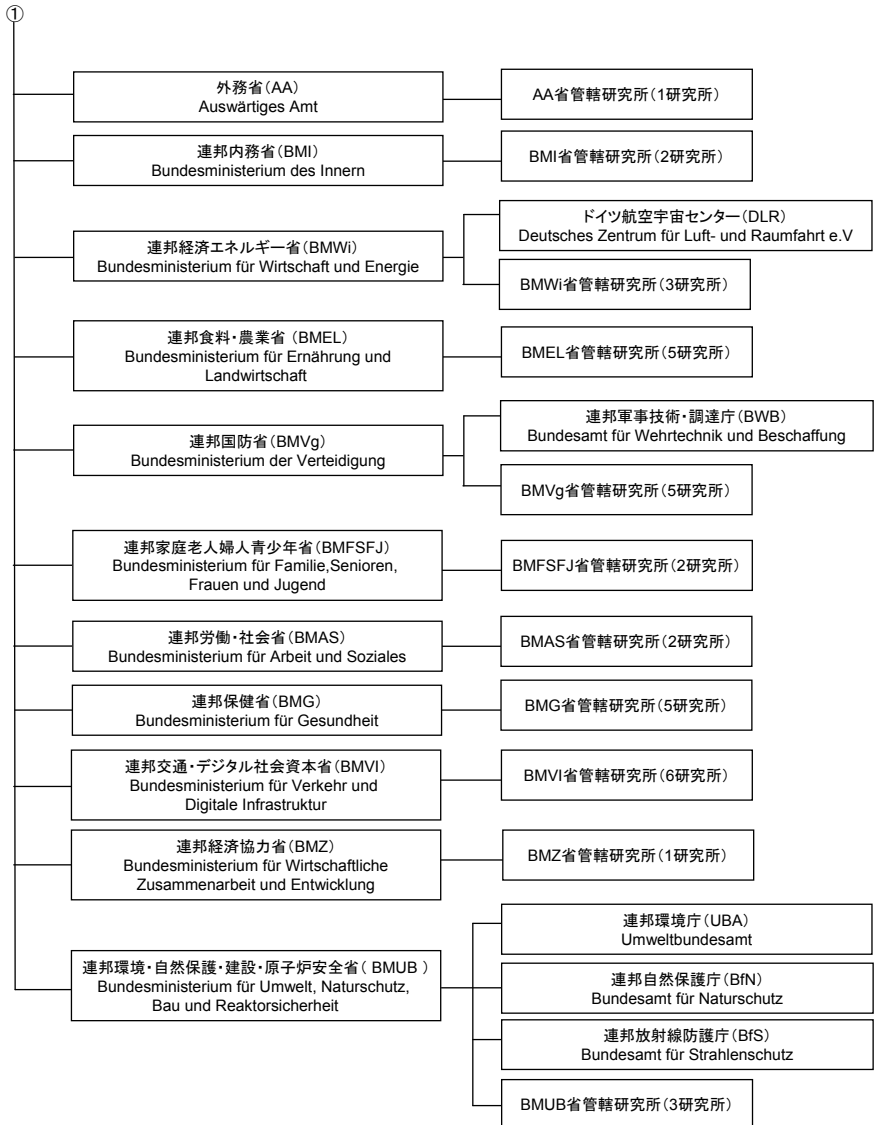 ①
外務省(AA)
Auswärtiges Amt
AA省管轄研究所(1研究所)
連邦内務省(BMI)
Bundesministerium des Innern
BMI省管轄研究所(2研究所)
連邦経済エネルギー省(BMWi)
Bundesministerium für Wirtschaft und Energie
ドイツ航空宇宙センター(DLR)
Deutsches Zentrum für Luft- und Raumfahrt e.V
BMWi省管轄研究所(3研究所)
連邦食料・農業省 (BMEL)
Bundesministerium für Ernährung und
Landwirtschaft
BMEL省管轄研究所(5研究所)
連邦国防省(BMVg)
Bundesministerium der Verteidigung
連邦軍事技術・調達庁(BWB)
Bundesamt für Wehrtechnik und Beschaffung
BMVg省管轄研究所(5研究所)
連邦家庭老人婦人青少年省(BMFSFJ)
Bundesministerium für Familie,Senioren,
Frauen und Jugend
BMFSFJ省管轄研究所(2研究所)
連邦労働・社会省(BMAS)
Bundesministerium für Arbeit und Soziales
BMAS省管轄研究所(2研究所)
連邦保健省(BMG)
Bundesministerium für Gesundheit
BMG省管轄研究所(5研究所)
連邦交通・デジタル社会資本省(BMVI)
Bundesministerium für Verkehr und
Digitale Infrastruktur
BMVI省管轄研究所(6研究所)
連邦経済協力省(BMZ)
Bundesministerium für Wirtschaftliche
Zusammenarbeit und Entwicklung
BMZ省管轄研究所(1研究所)
連邦環境・自然保護・建設・原子炉安全省( BMUB )
Bundesministerium für Umwelt, Naturschutz,
Bau und Reaktorsicherheit
連邦環境庁(UBA)
Umweltbundesamt
連邦自然保護庁(BfN)
Bundesamt für Naturschutz
連邦放射線防護庁(BfS)
Bundesamt für Strahlenschutz
BMUB省管轄研究所(3研究所)